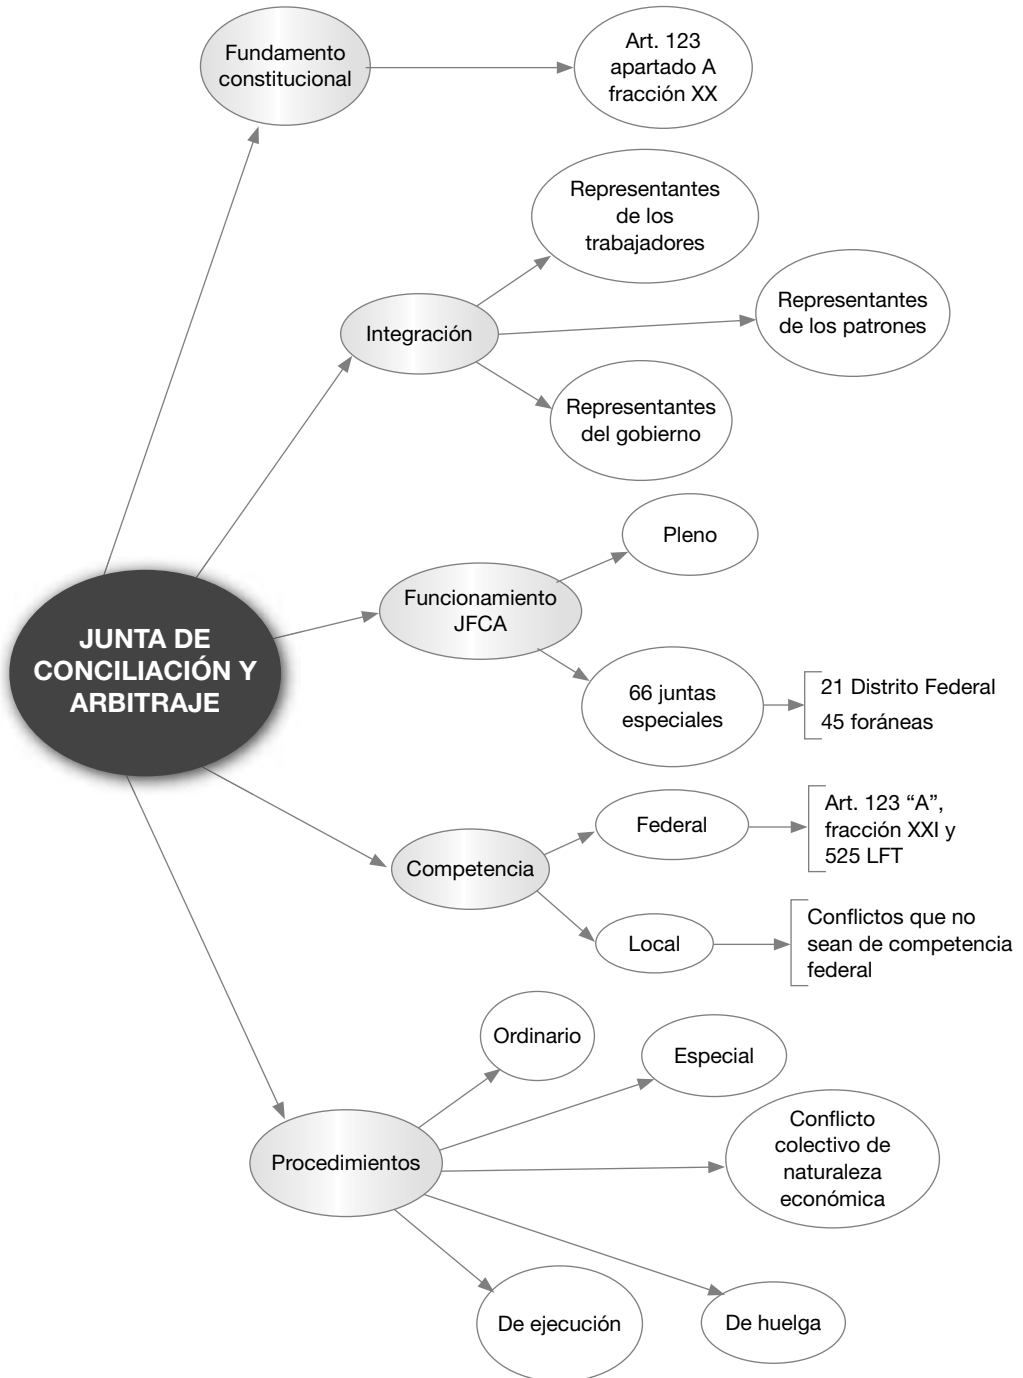 Fundamento
constitucional
Art. 123
apartado A
fracción XX
Representantes
de los
trabajadores
Integración
Representantes
de los patrones
Representantes
del gobierno
Pleno
Funcionamiento
JFCA
JUNTA DE
CONCILIACIÓN Y
ARBITRAJE
66 juntas
especiales
21 Distrito Federal
45 foráneas
Federal
Art. 123 “A”,
fracción XXI y
525 LFT
Competencia
Local
Conflictos que no
sean de competencia
federal
Ordinario
Especial
Conflicto
colectivo de
naturaleza
económica
Procedimientos
De ejecución
De huelga